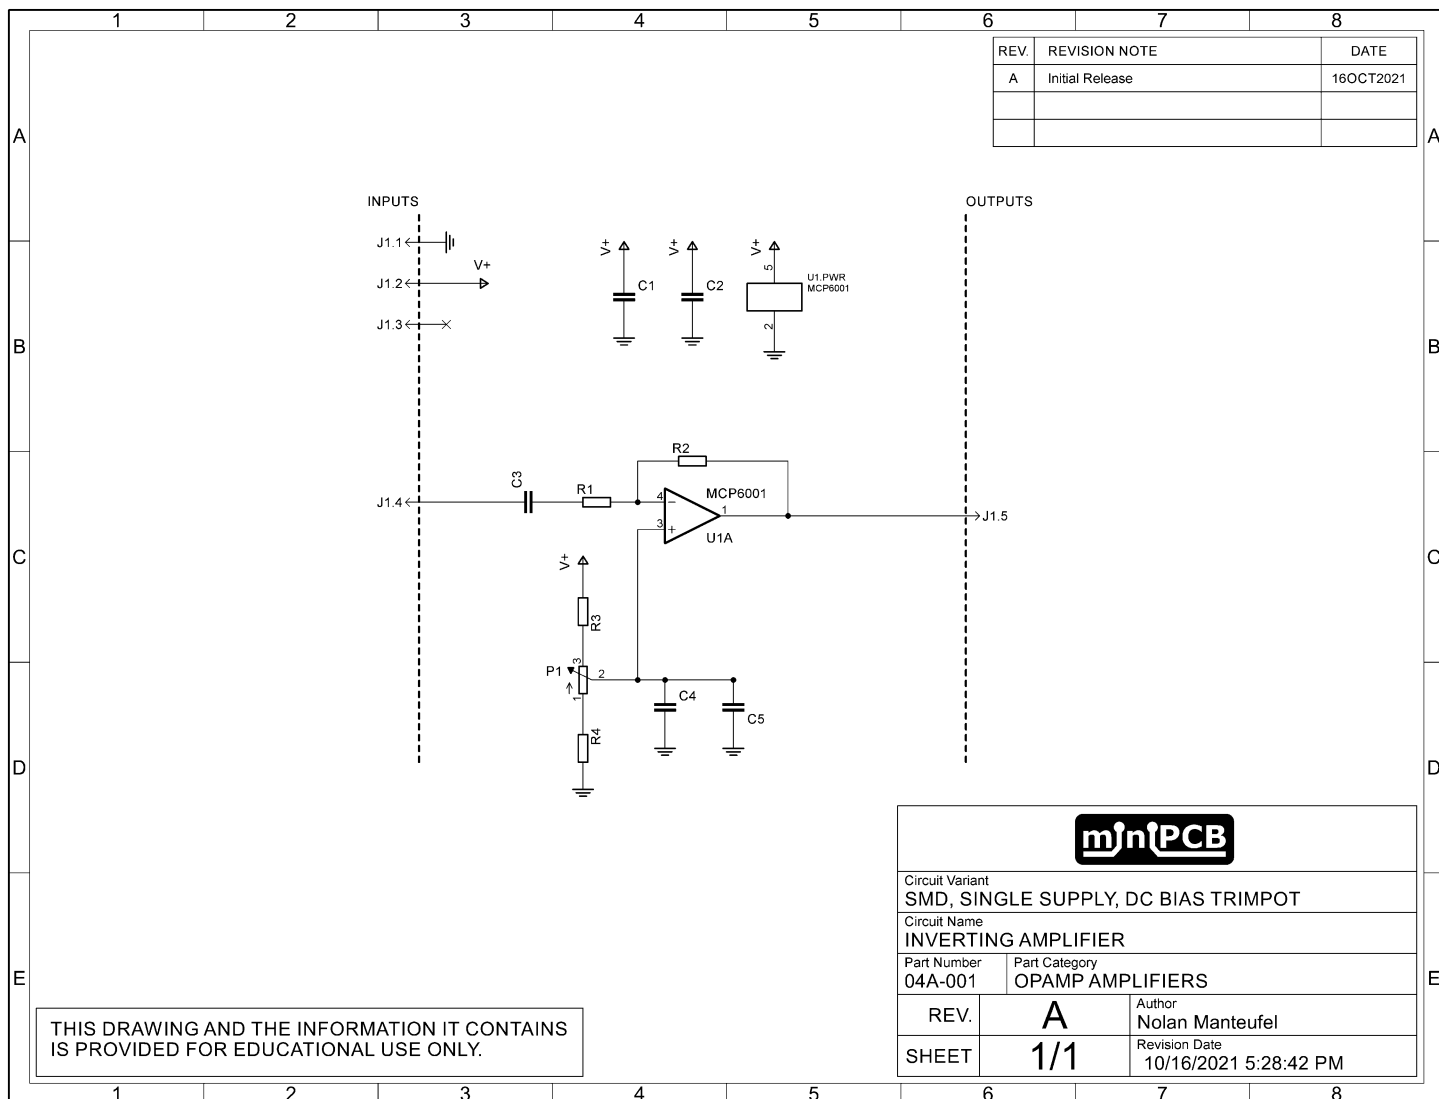 1 2 3 4 5 6 7 8
REV. REVISION NOTE DATE
A Initial Release 16OCT2021
A A
INPUTS OUTPUTS
J1.1
V+ V+ V+
V+
5
J1.2
C1 C2 U1.PWR
MCP6001
J1.3
2
B B
R2
C3
R1 4 MCP6001
J1.4 − 1
J1.5
3 + U1A
C C
V+
R3
P1 3 2
1
C4
C5
R4
D D
miniPCB
Circuit Variant
SMD, SINGLE SUPPLY, DC BIAS TRIMPOT
Circuit Name
INVERTING AMPLIFIER
Part Number Part Category
04A-001 OPAMP AMPLIFIERS
E E
REV. A Author
Nolan Manteufel
SHEET 1/1 Revision Date
10/16/2021 5:28:42 PM
THIS DRAWING AND THE INFORMATION IT CONTAINS
IS PROVIDED FOR EDUCATIONAL USE ONLY.
1 2 3 4 5 6 7 8